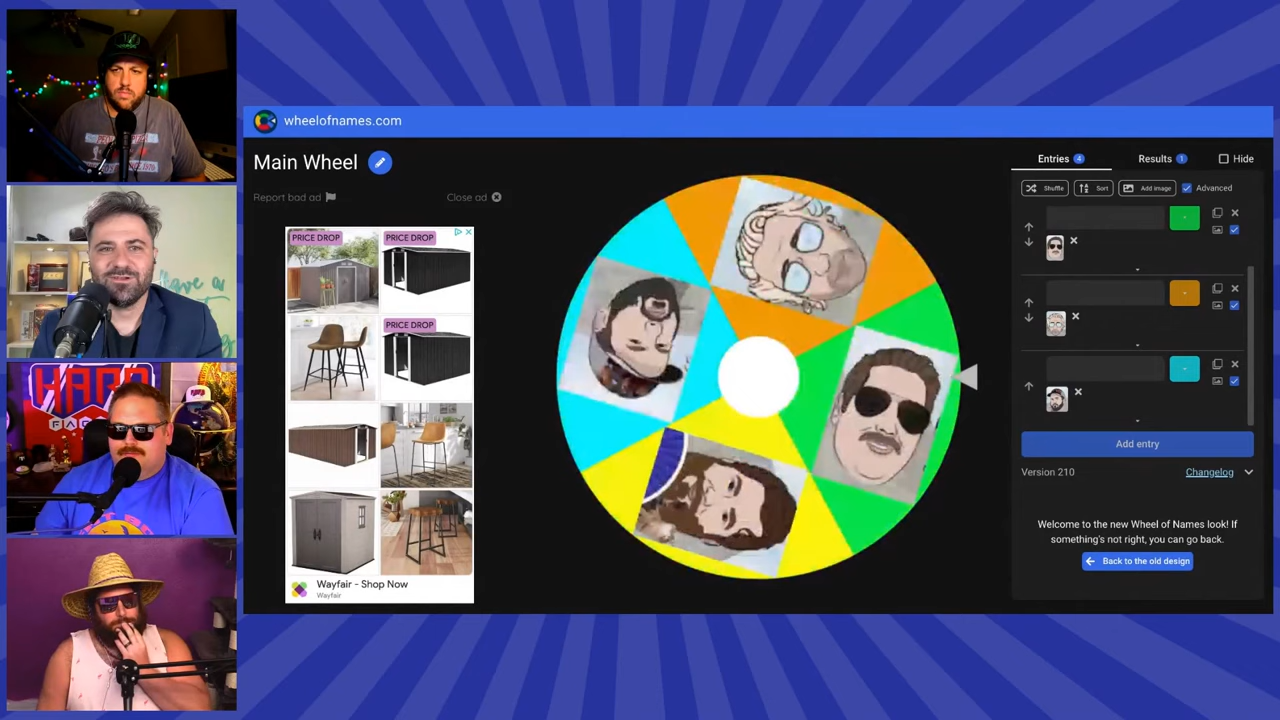 wheelofnames.com
Main Wheel
Report bad ad
Close ad
PRICE DROP
PRICE DROP
PRICE DROP
Wayfair - Shop Now
Wayfair
Entries 4
Results 1
Hide
Shuffle
Sort
Add image
Advanced
Add entry
Version 210
Changelog
Welcome to the new Wheel of Names look! If
something's not right, you can go back.
Back to the old design
HARD